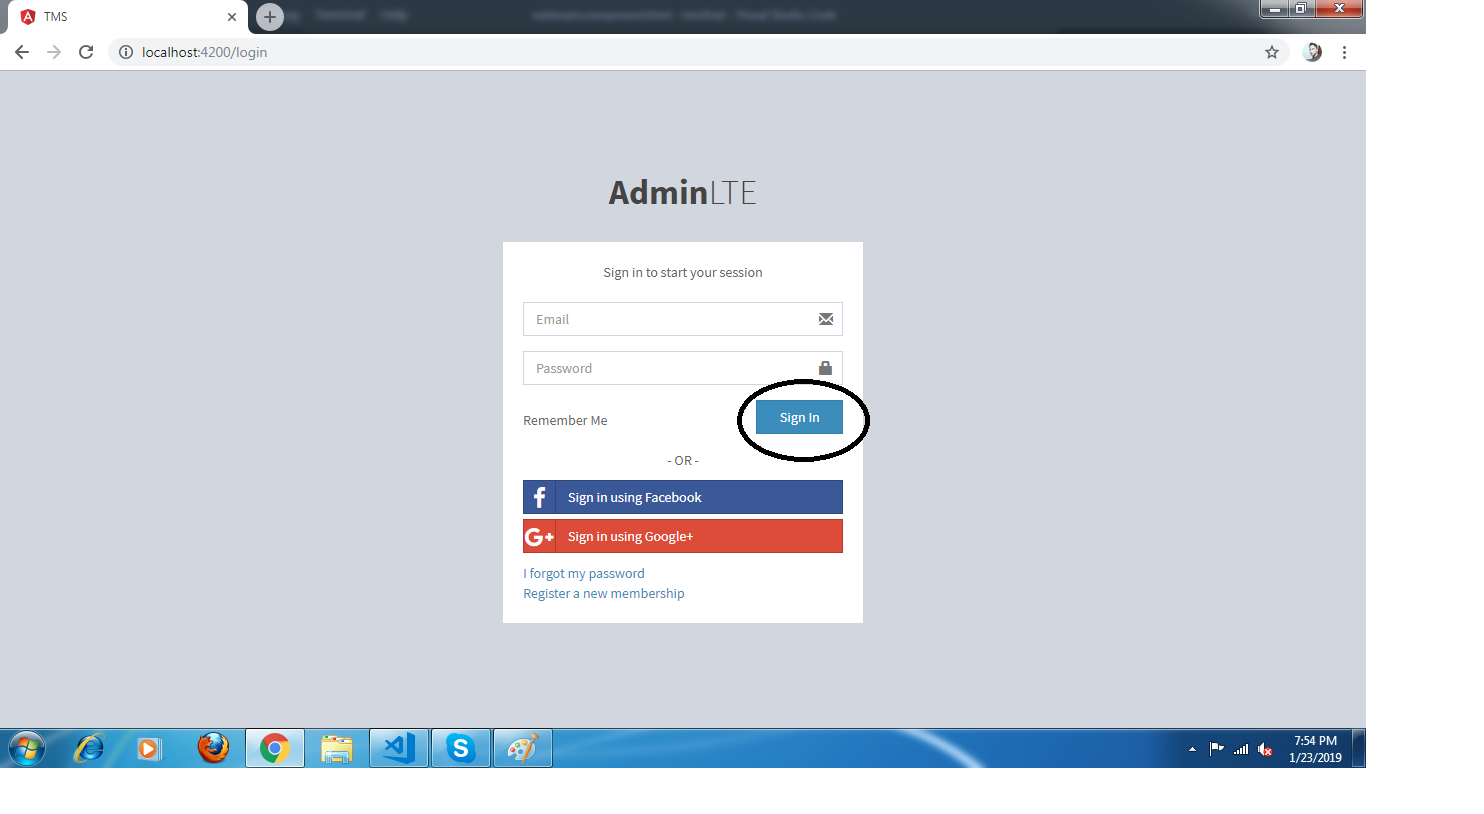 TMS
localhost:4200/login
AdminLTE
Sign in to start your session
Email
Password
Remember Me
Sign In
- OR -
Sign in using Facebook
G+ Sign in using Google+
I forgot my password
Register a new membership
7:54 PM
1/23/2019